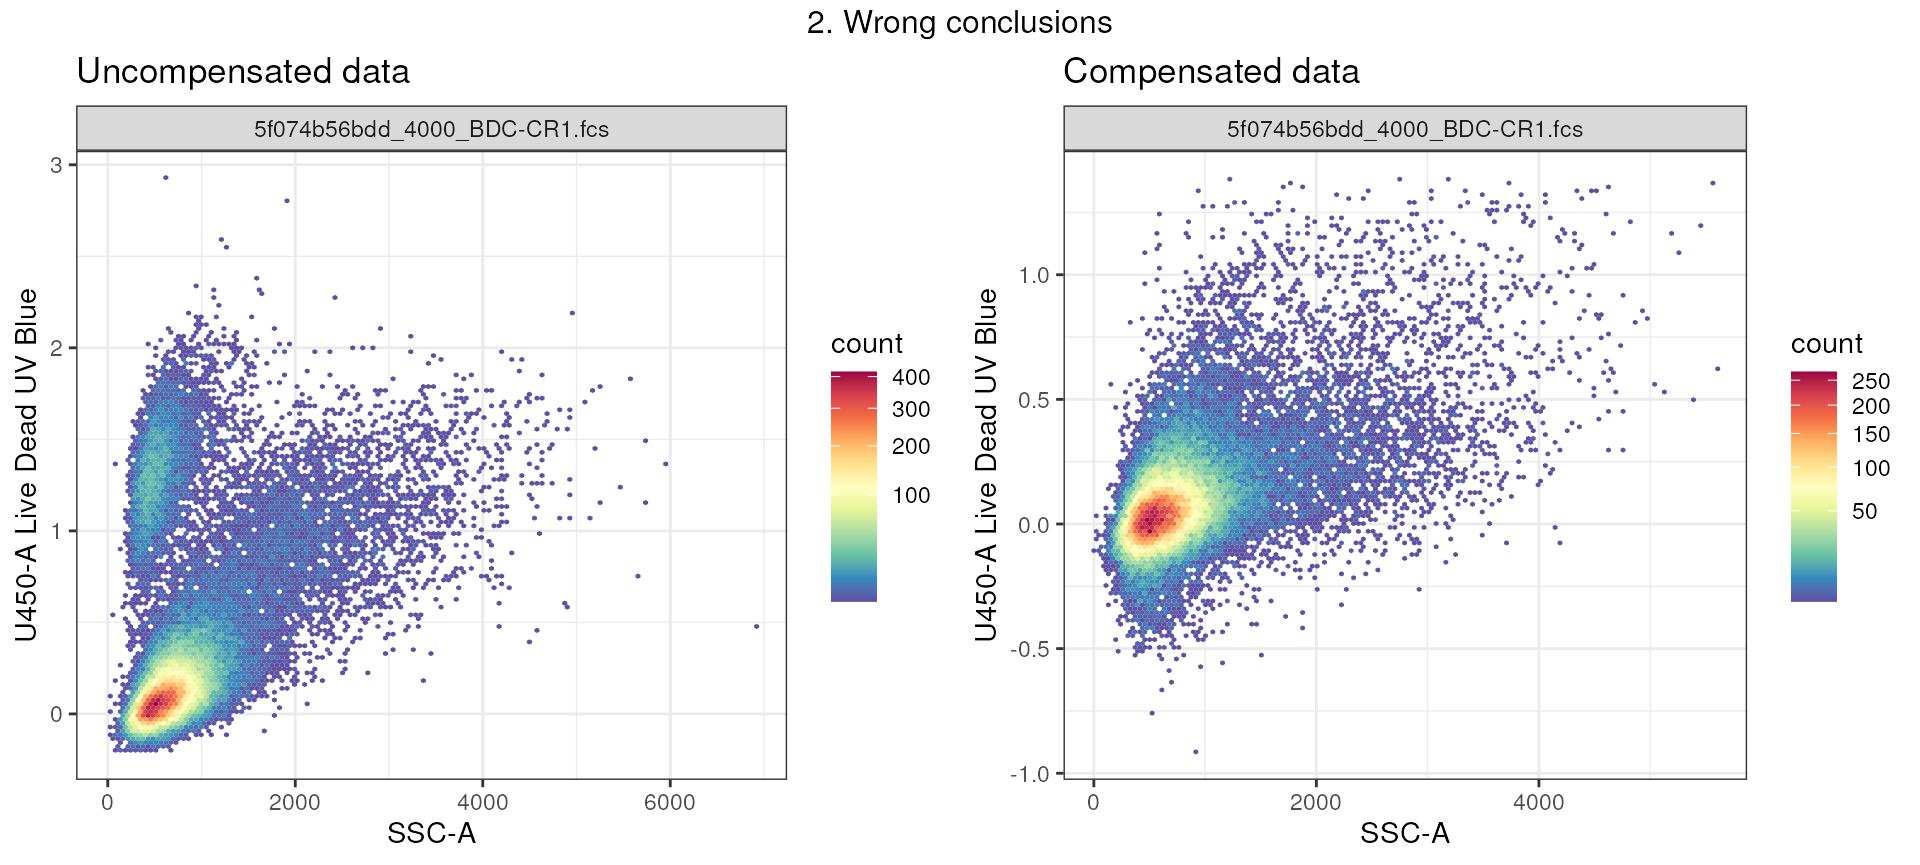 2. Wrong conclusions
Uncompensated data
5f074b56bdd_4000_BDC-CR1.fcs
U450-A Live Dead UV Blue
3
2
1
0
0 2000 4000 6000
SSC-A
count
400
300
200
100
Compensated data
5f074b56bdd_4000_BDC-CR1.fcs
U450-A Live Dead UV Blue
1.0
0.5
0.0
-0.5
-1.0
0 2000 4000
SSC-A
count
250
200
150
100
50